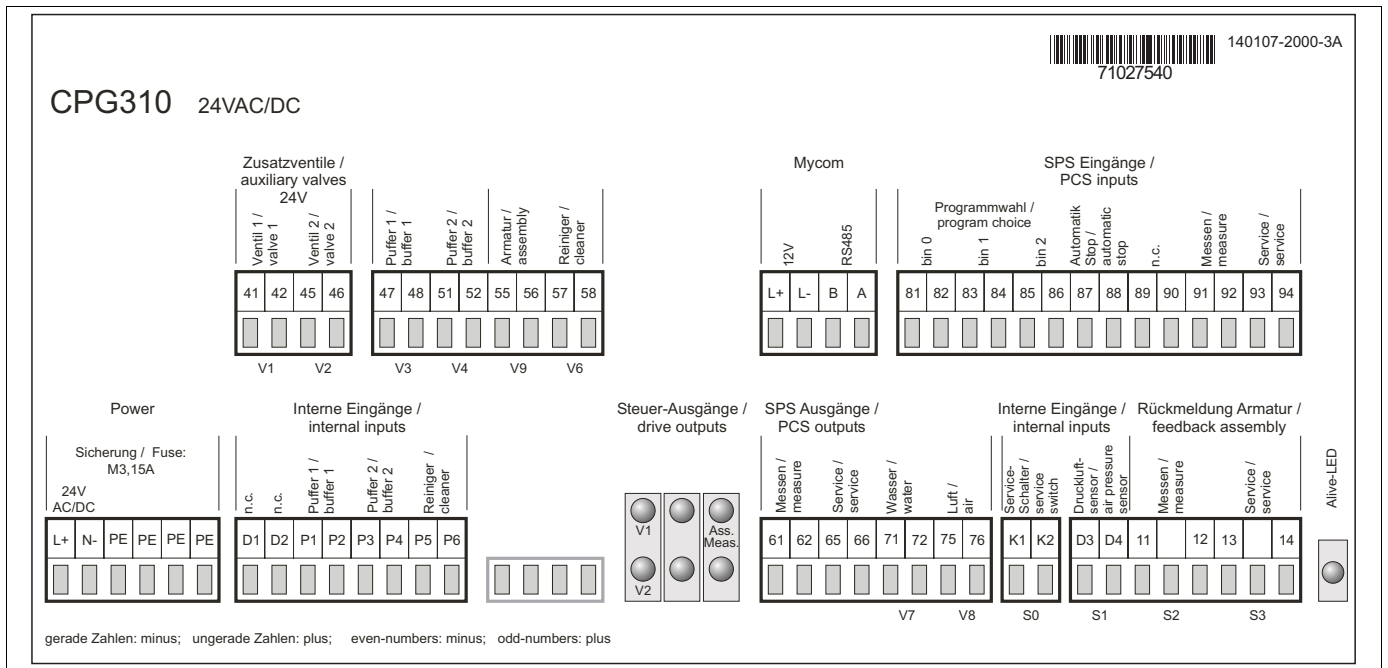 140107-2000-3A
71027540
CPG310 24VAC/DC
Zusatzventile /
auxiliary valves
24V
Ventil 1 /
valve 1
Ventil 2 /
valve 2
Puffer 1 /
buffer 1
Puffer 2 /
buffer 2
Armatur /
assembly
Reiniger /
cleaner
41 42 45 46
47 48 51 52 55 56 57 58
V1 V2
V3 V4 V9 V6
Mycom
12V
RS485
L+ L- B A
SPS Eingänge /
PCS inputs
Programmwahl /
program choice
bin 0
bin 1
bin 2
Automatik
Stop /
automatic
stop
n.c.
Messen /
measure
Service /
service
81 82 83 84 85 86 87 88 89 90 91 92 93 94
Power
Sicherung / Fuse:
M3,15A
24V
AC/DC
L+ N- PE PE PE PE
Interne Eingänge /
internal inputs
n.c.
n.c.
Puffer 1 /
buffer 1
Puffer 2 /
buffer 2
Reiniger /
cleaner
D1 D2 P1 P2 P3 P4 P5 P6
Steuer-Ausgänge /
drive outputs
V1
Ass.
Meas.
V2
SPS Ausgänge /
PCS outputs
Messen /
measure
Service /
service
Wasser /
water
Luft /
air
61 62 65 66 71 72 75 76
V7 V8
Interne Eingänge /
internal inputs
Service-
Schalter /
service
switch
Druckluft-
sensor /
air pressure
sensor
K1 K2
S0
Rückmeldung Armatur /
feedback assembly
Messen /
measure
Service /
service
D3 D4 11 12 13 14
S1 S2 S3
Alive-LED
gerade Zahlen: minus; ungerade Zahlen: plus; even-numbers: minus; odd-numbers: plus